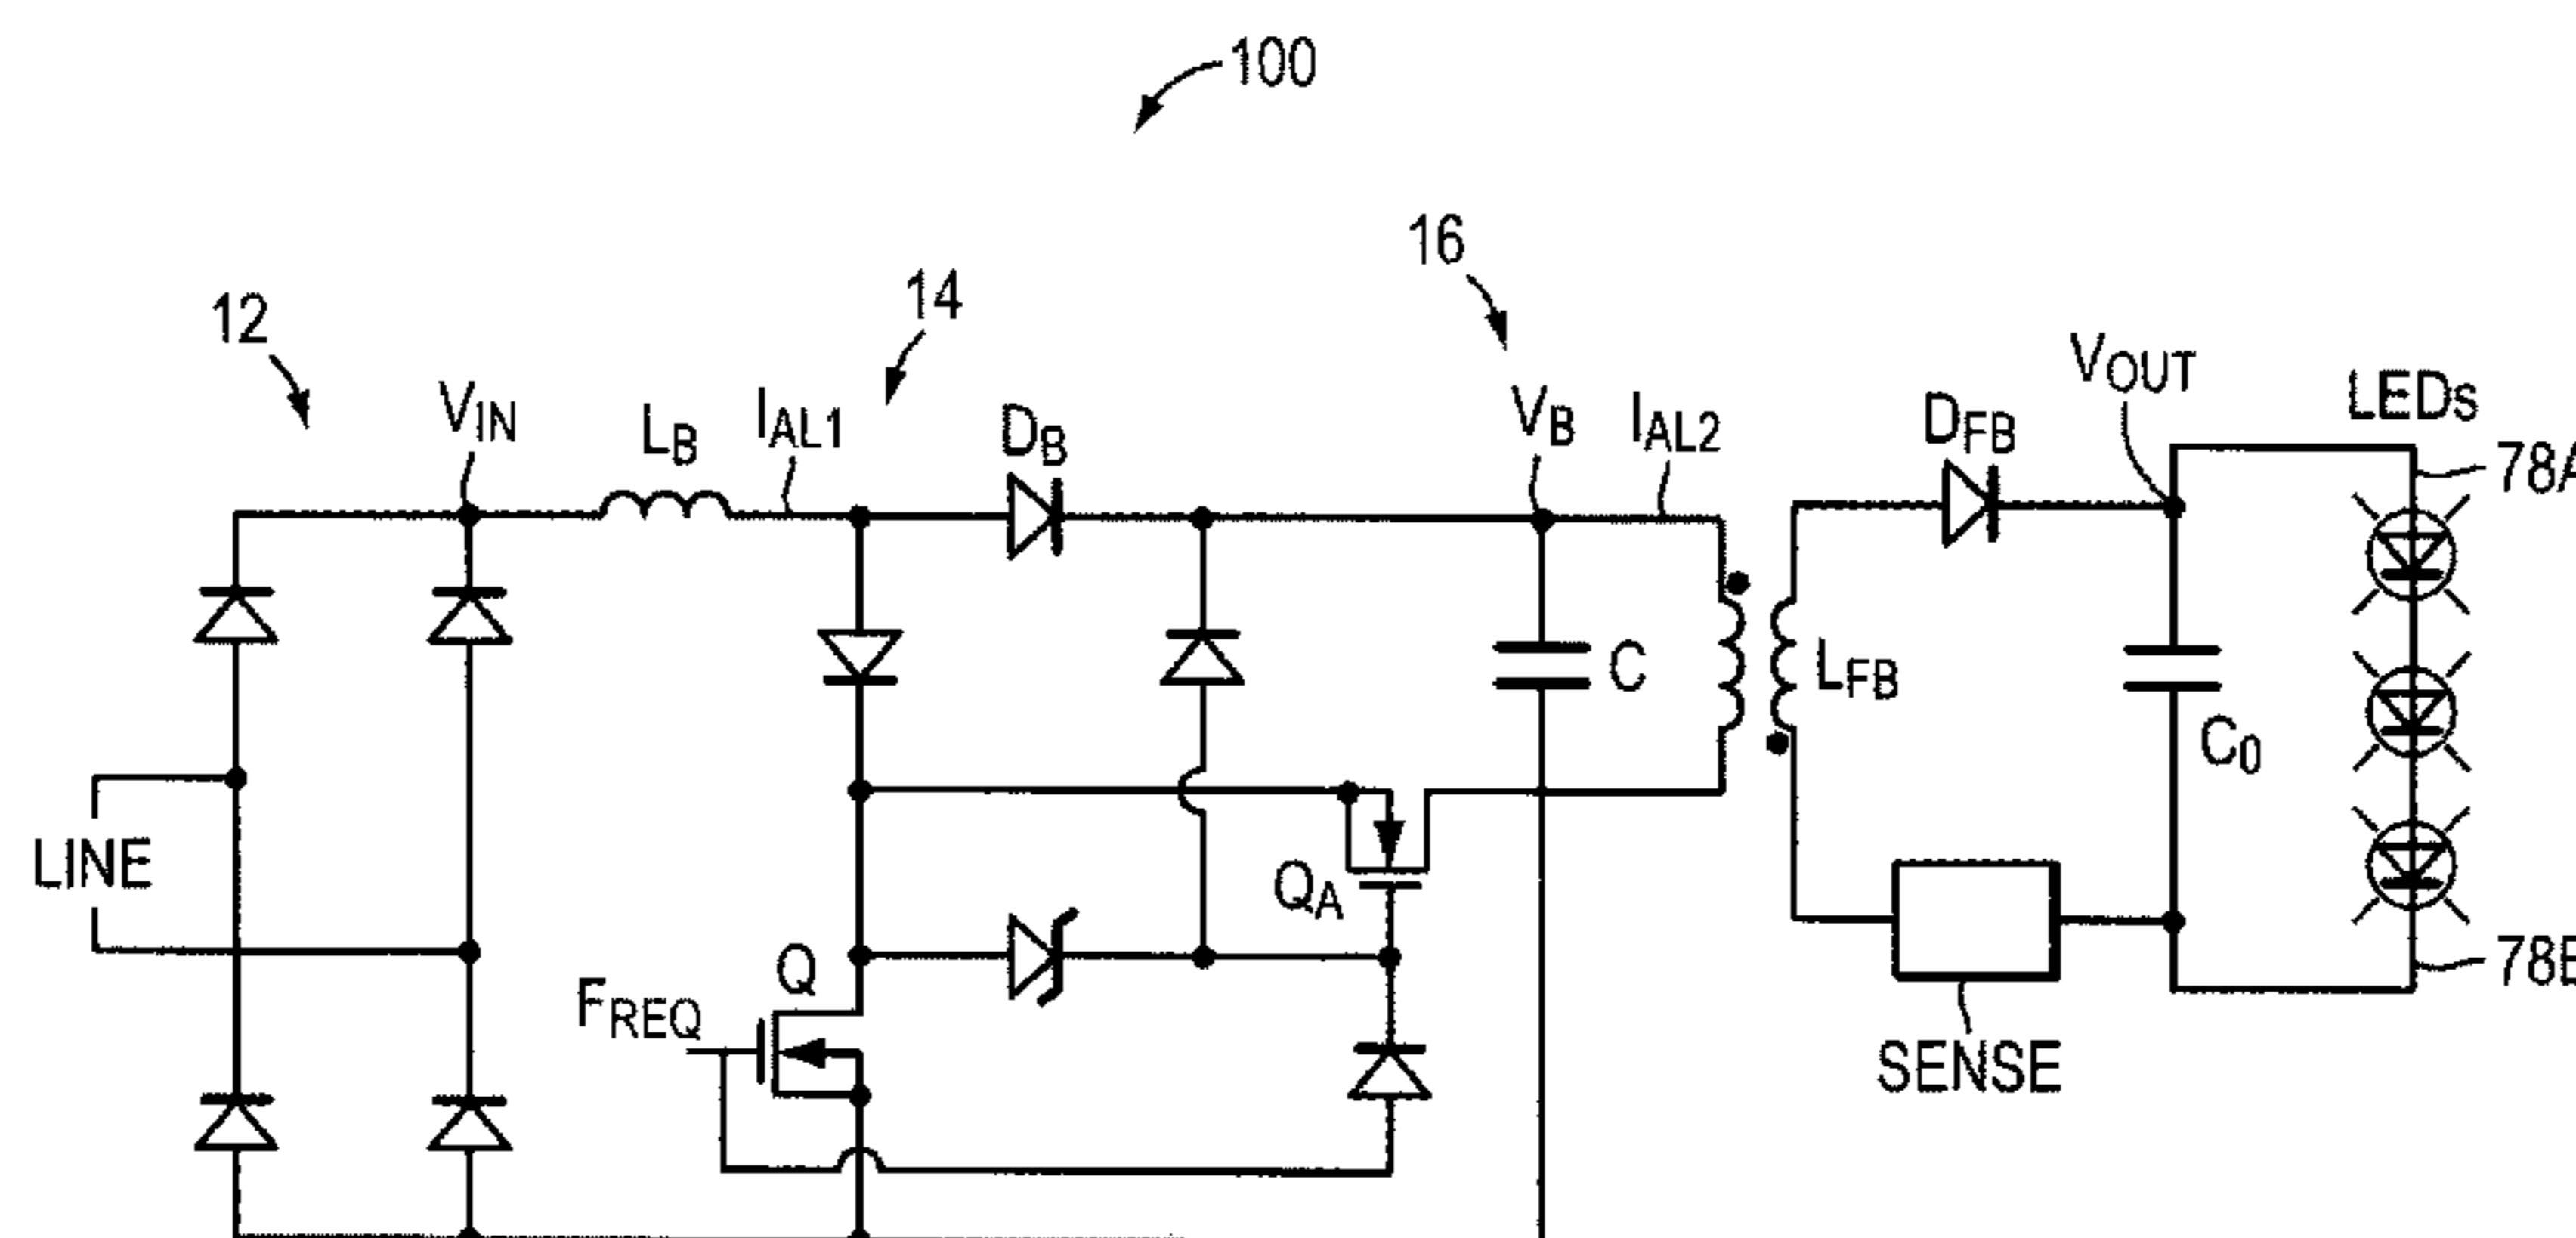 100
16
14
12
VIN
LB
IAL1
DB
VB
IAL2
DFB
VOUT
LEDs
78A
C
LFB
C0
LINE
QA
Q
FREQ
SENSE